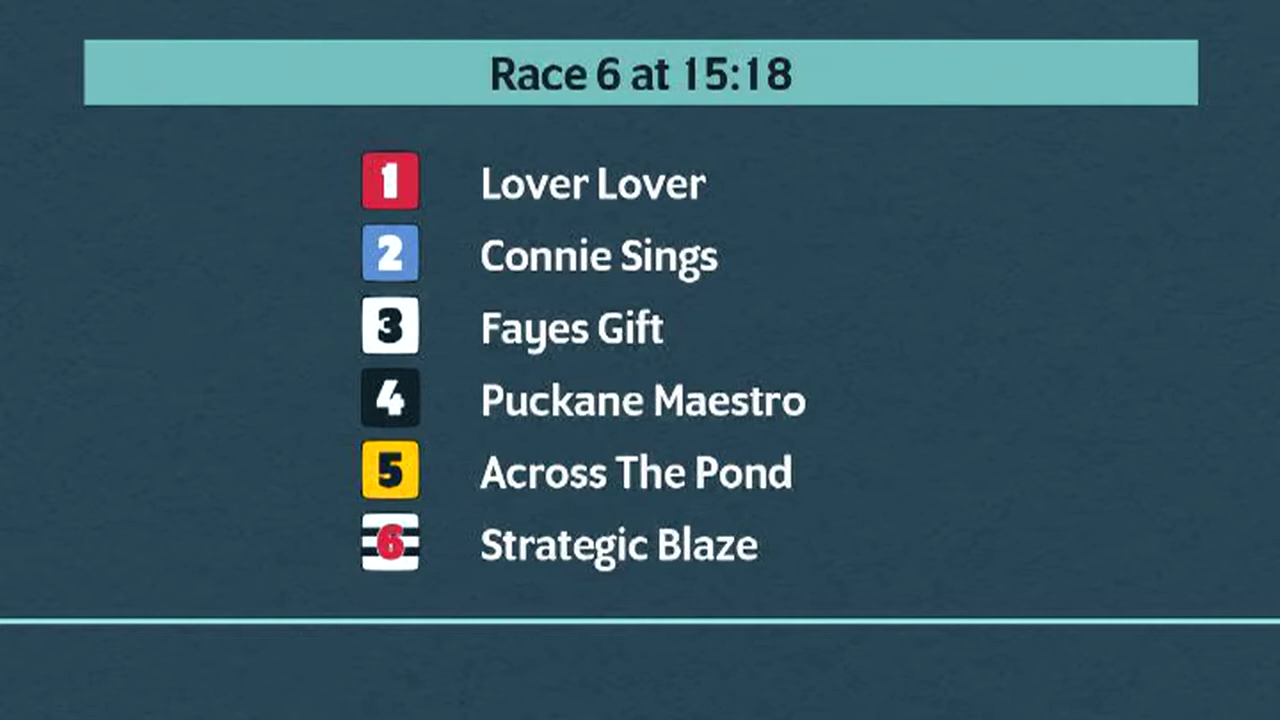 Race 6 at 15:18
1 Lover Lover
2 Connie Sings
3 Fayes Gift
4 Puckane Maestro
5 Across The Pond
6 Strategic Blaze